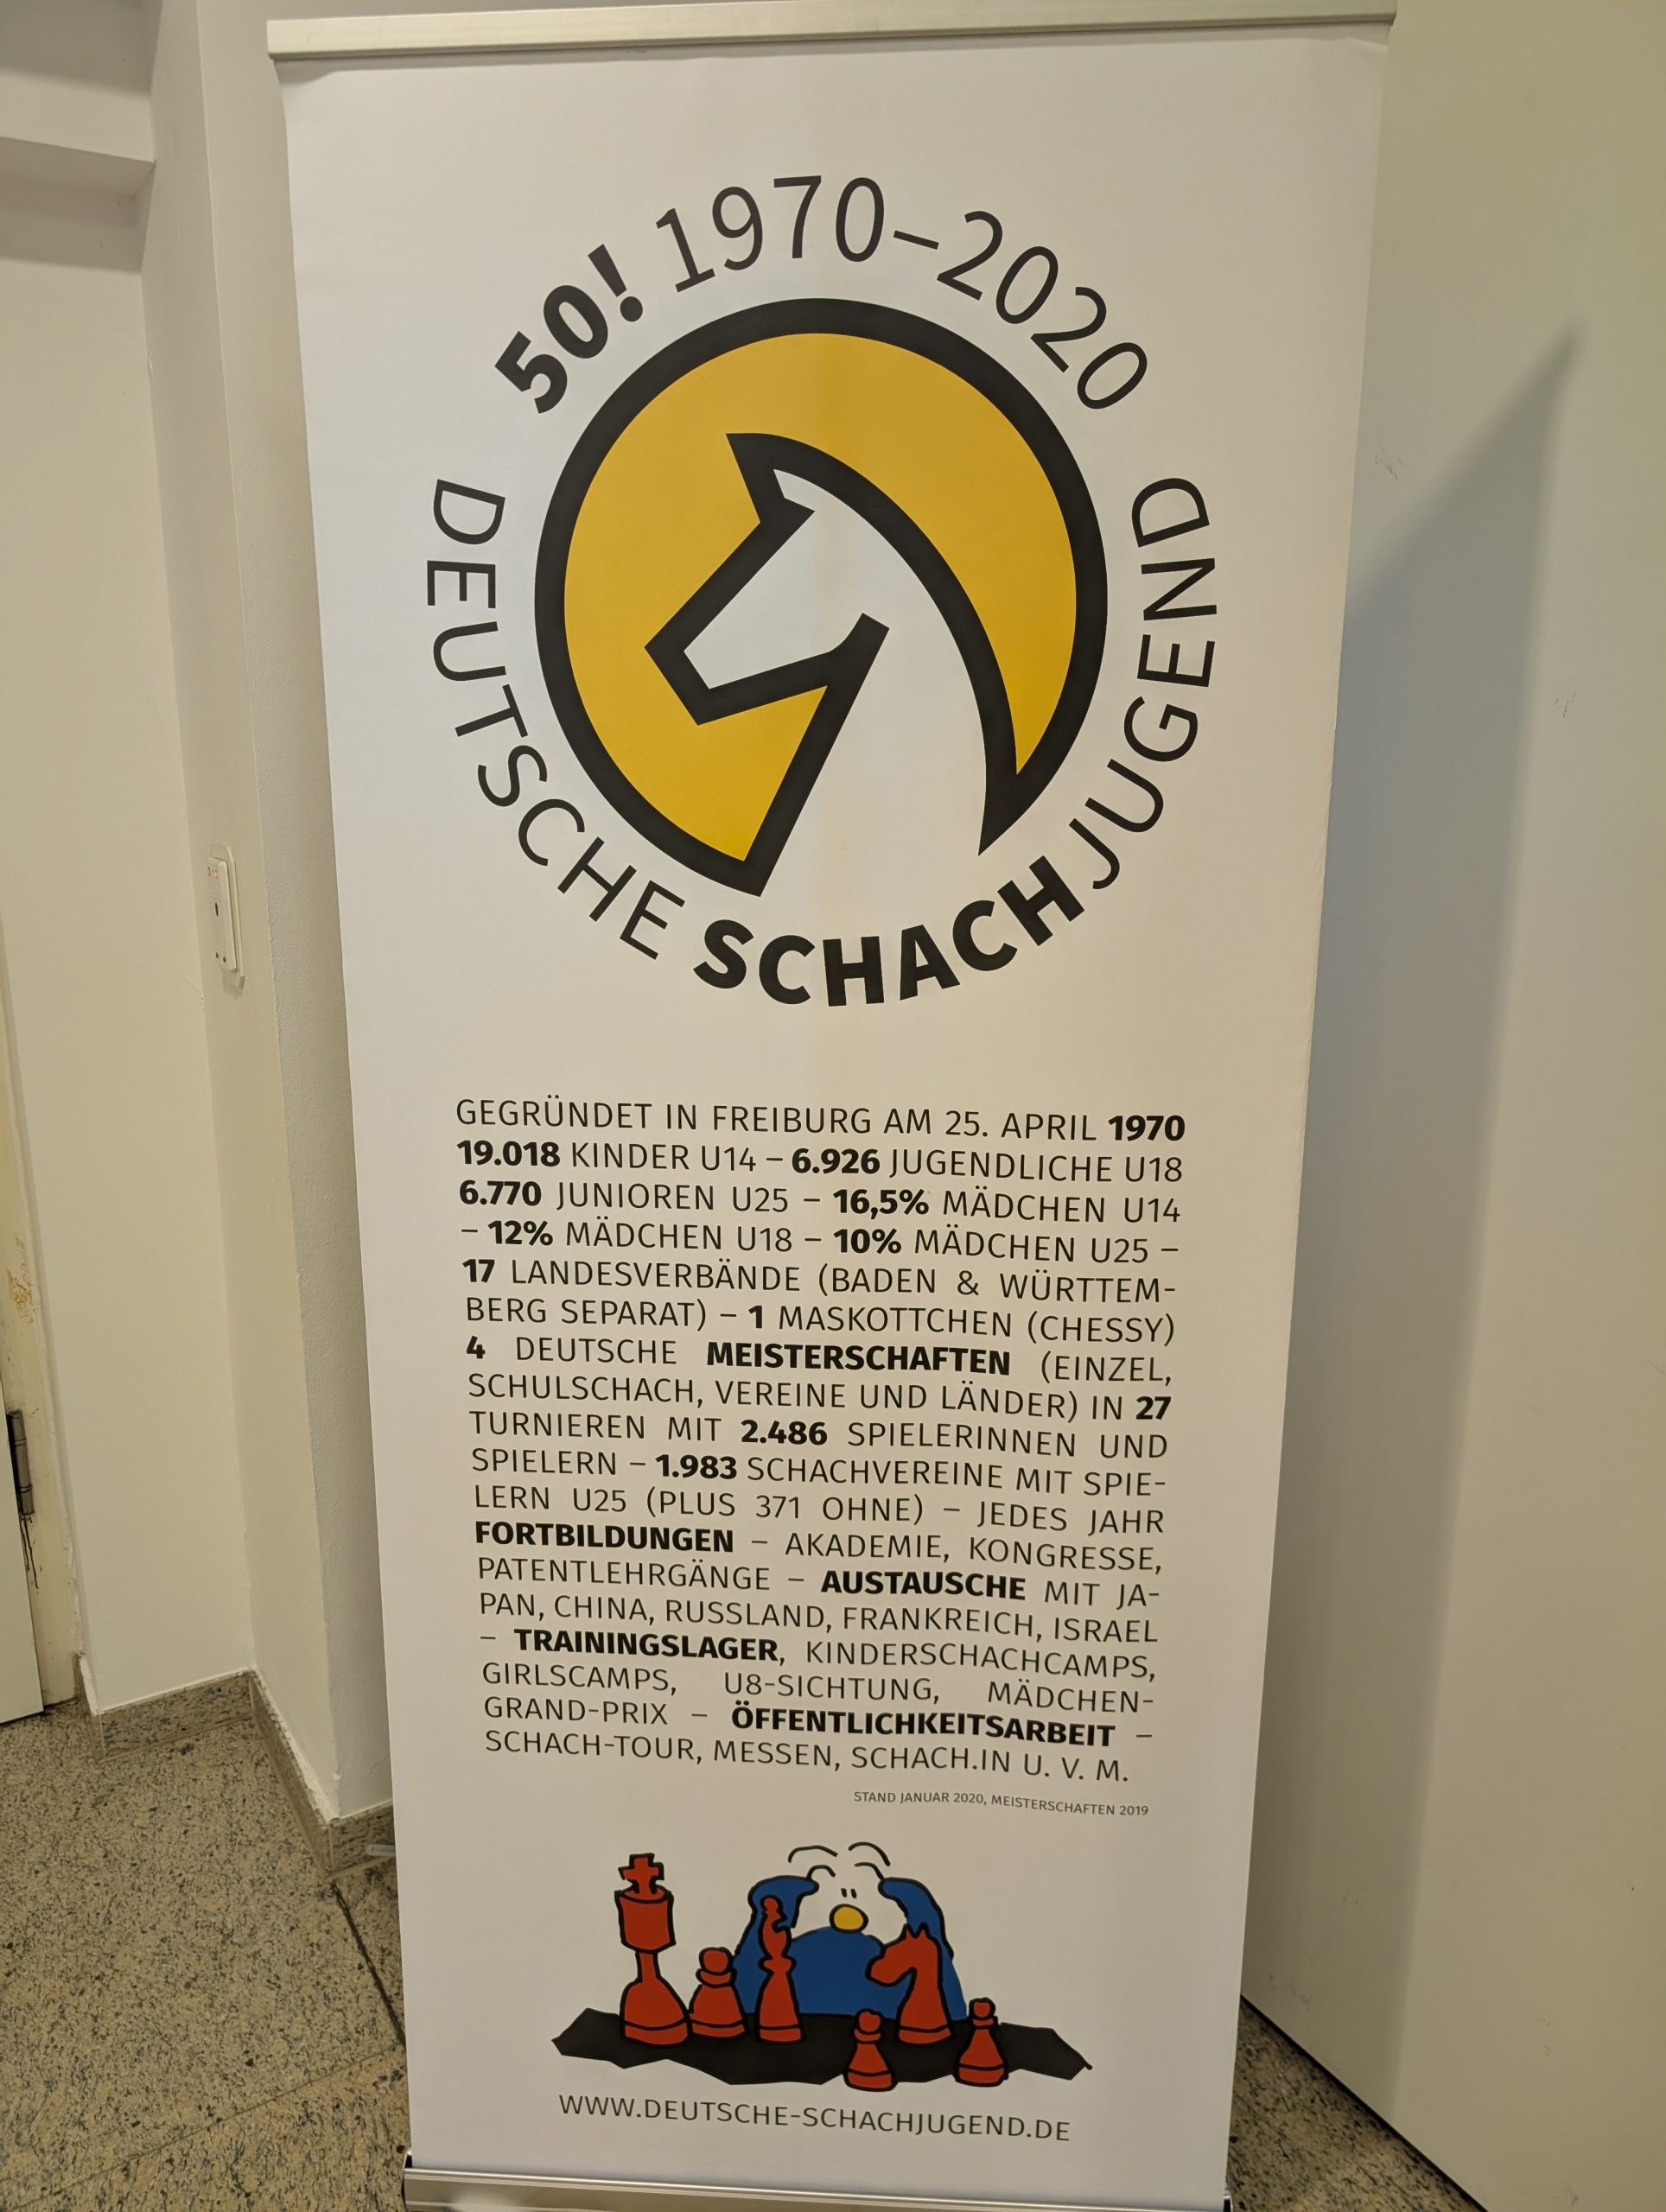 50! 1970–2020
DEUTSCHE SCHACHJUGEND
GEGRÜNDET IN FREIBURG AM 25. APRIL 1970
19.018 KINDER U14 – 6.926 JUGENDLICHE U18
6.770 JUNIOREN U25 – 16,5% MÄDCHEN U14
– 12% MÄDCHEN U18 – 10% MÄDCHEN U25 –
17 LANDESVERBÄNDE (BADEN & WÜRTTEM-
BERG SEPARAT) – 1 MASKOTTCHEN (CHESSY)
4 DEUTSCHE MEISTERSCHAFTEN (EINZEL,
SCHULSCHACH, VEREINE UND LÄNDER) IN 27
TURNIEREN MIT 2.486 SPIELERINNEN UND
SPIELERN – 1.983 SCHACHVEREINE MIT SPIE-
LERN U25 (PLUS 371 OHNE) – JEDES JAHR
FORTBILDUNGEN – AKADEMIE, KONGRESSE,
PATENTLEHRGÄNGE – AUSTAUSCHE MIT JA-
PAN, CHINA, RUSSLAND, FRANKREICH, ISRAEL
– TRAININGSLAGER, KINDERSCHACHCAMPS,
GIRLSCAMPS, U8-SICHTUNG, MÄDCHEN-
GRAND-PRIX – ÖFFENTLICHKEITSARBEIT –
SCHACH-TOUR, MESSEN, SCHACH.IN U. V. M.
STAND JANUAR 2020, MEISTERSCHAFTEN 2019
WWW.DEUTSCHE-SCHACHJUGEND.DE